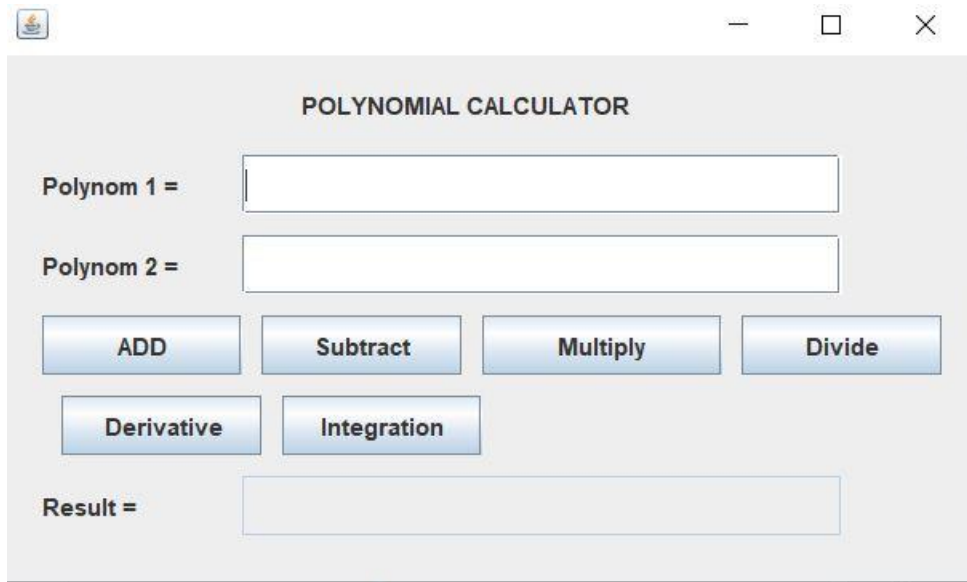 POLYNOMIAL CALCULATOR
Polynom 1 =
Polynom 2 =
ADD Subtract Multiply Divide
Derivative Integration
Result =